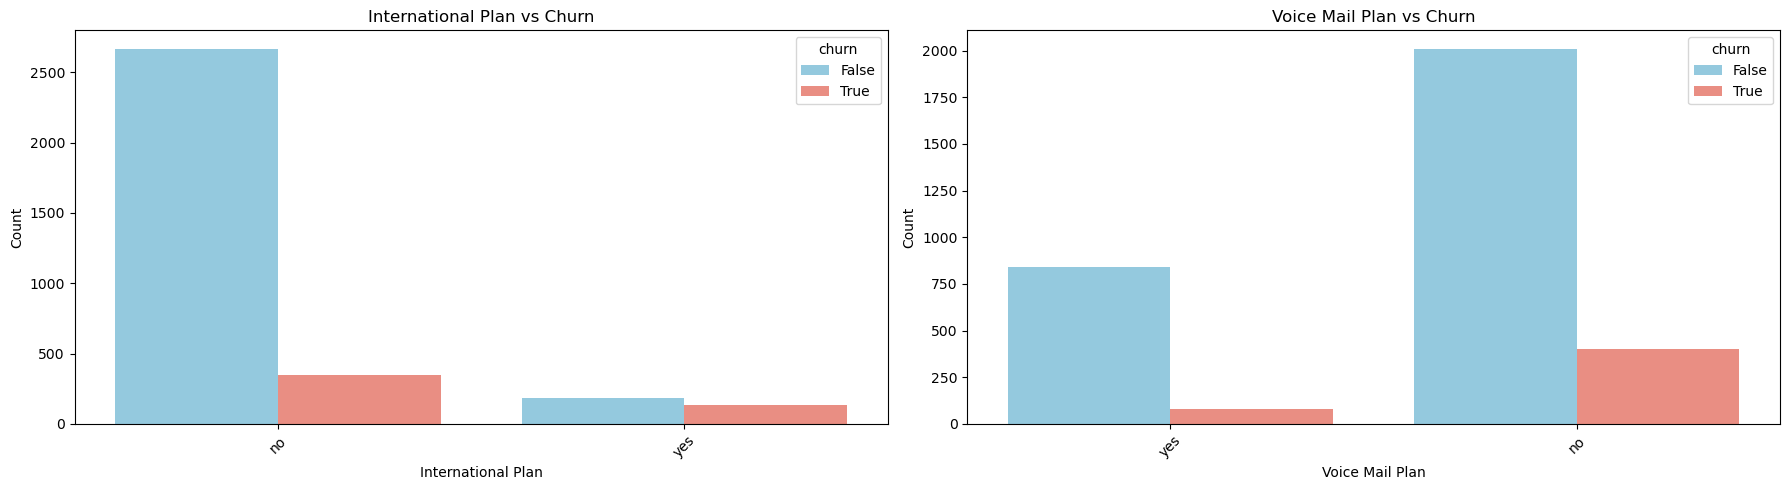 International Plan vs Churn
churn
False
True
2500
2000
1500
1000
500
0
Count
no
yes
International Plan
Voice Mail Plan vs Churn
churn
False
True
2000
1750
1500
1250
1000
750
500
250
0
Count
yes
no
Voice Mail Plan